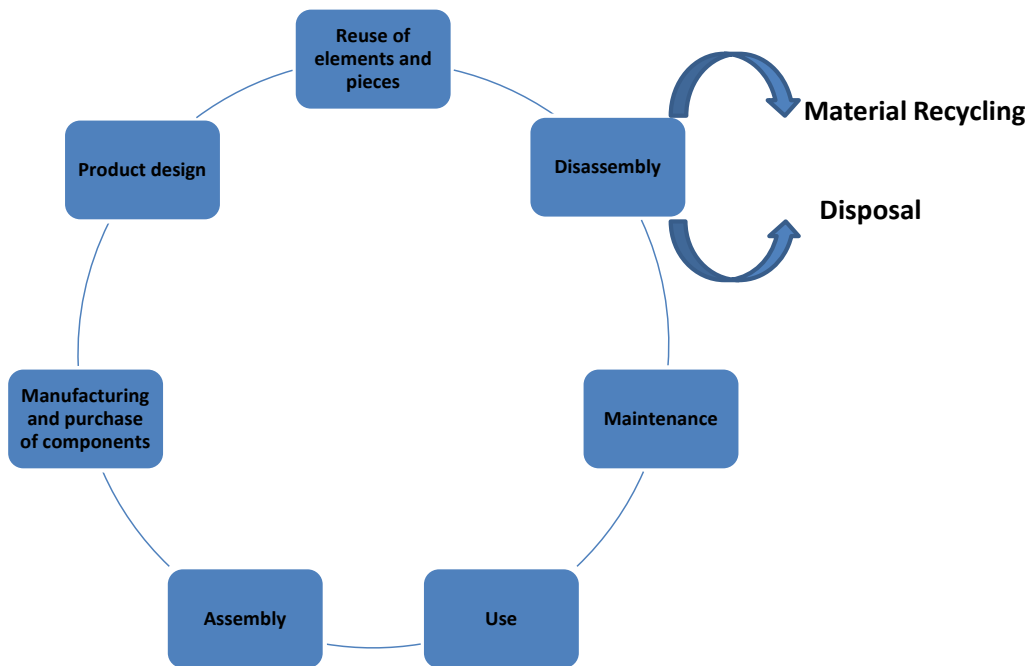 Reuse of
elements and
pieces
Disassembly
Material Recycling
Disposal
Product design
Manufacturing
and purchase
of components
Maintenance
Assembly
Use